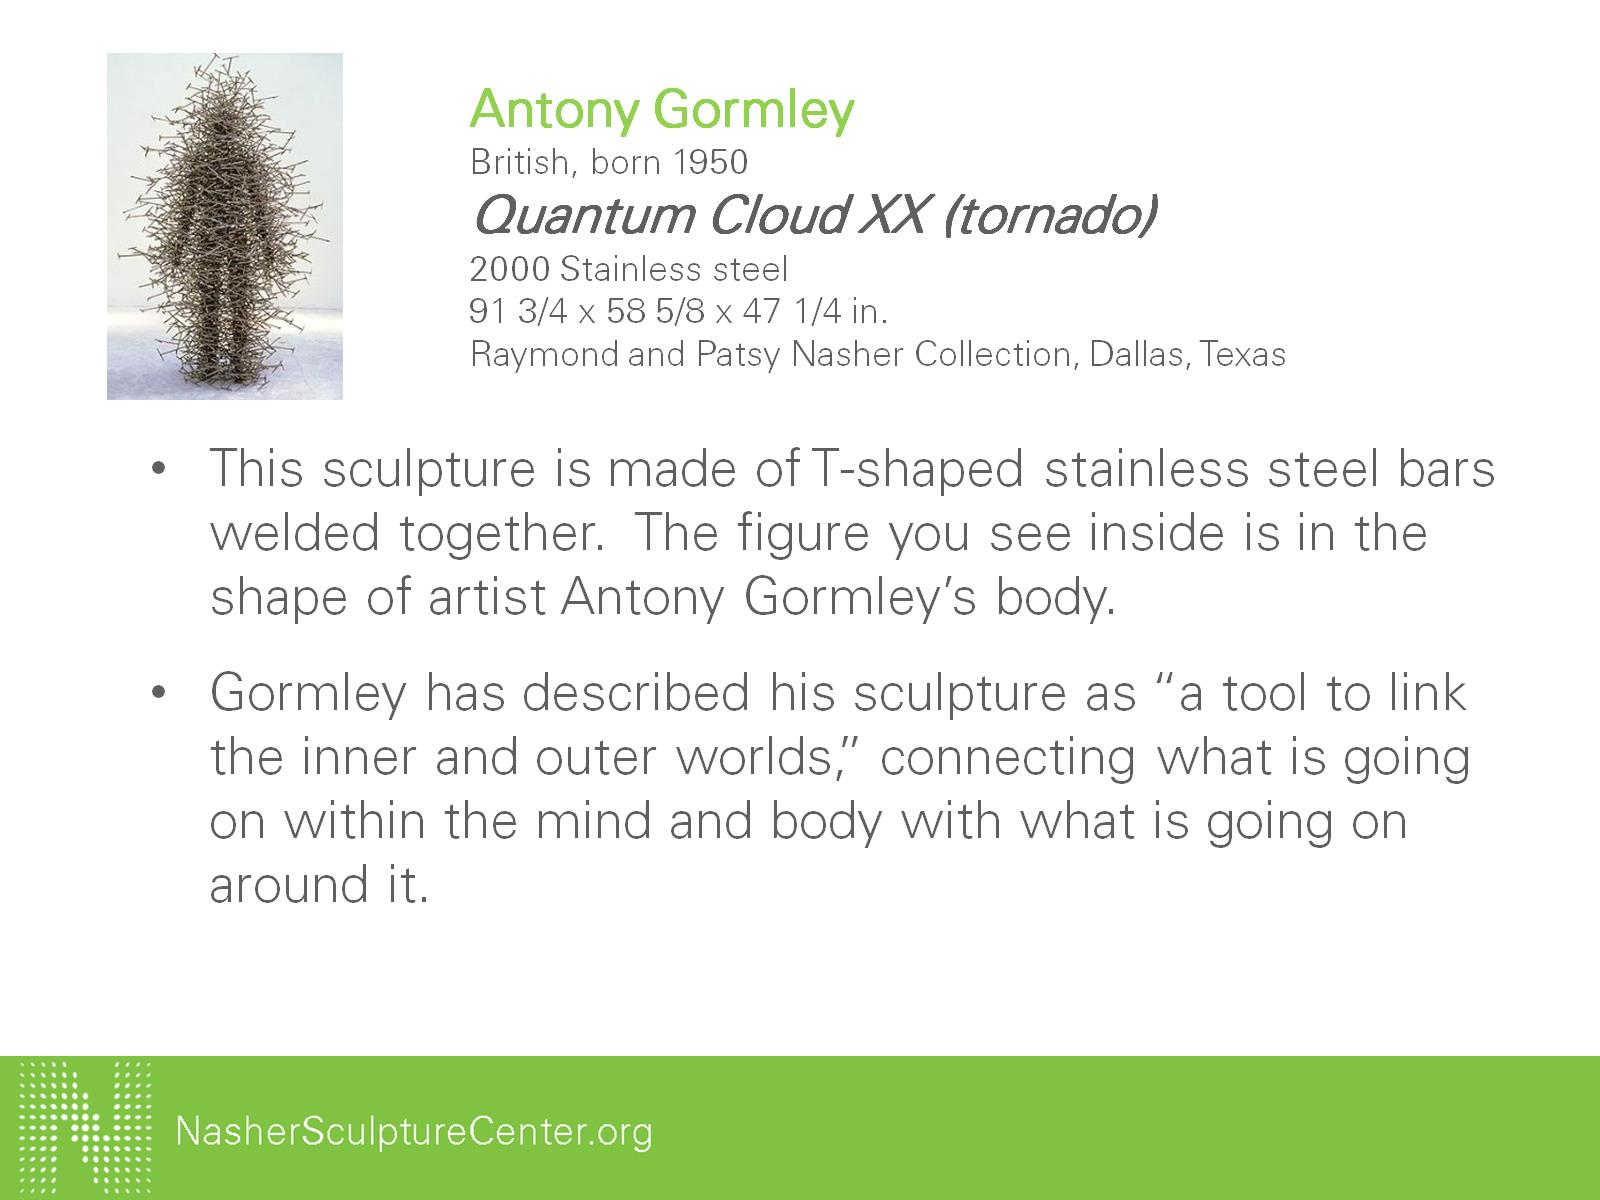 Antony Gormley
British, born 1950
Quantum Cloud XX (tornado)
2000 Stainless steel
91 3/4 x 58 5/8 x 47 1/4 in.
Raymond and Patsy Nasher Collection, Dallas, Texas
• This sculpture is made of T-shaped stainless steel bars
welded together.  The figure you see inside is in the
shape of artist Antony Gormley’s body.
• Gormley has described his sculpture as “a tool to link
the inner and outer worlds,” connecting what is going
on within the mind and body with what is going on
around it.
NasherSculptureCenter.org